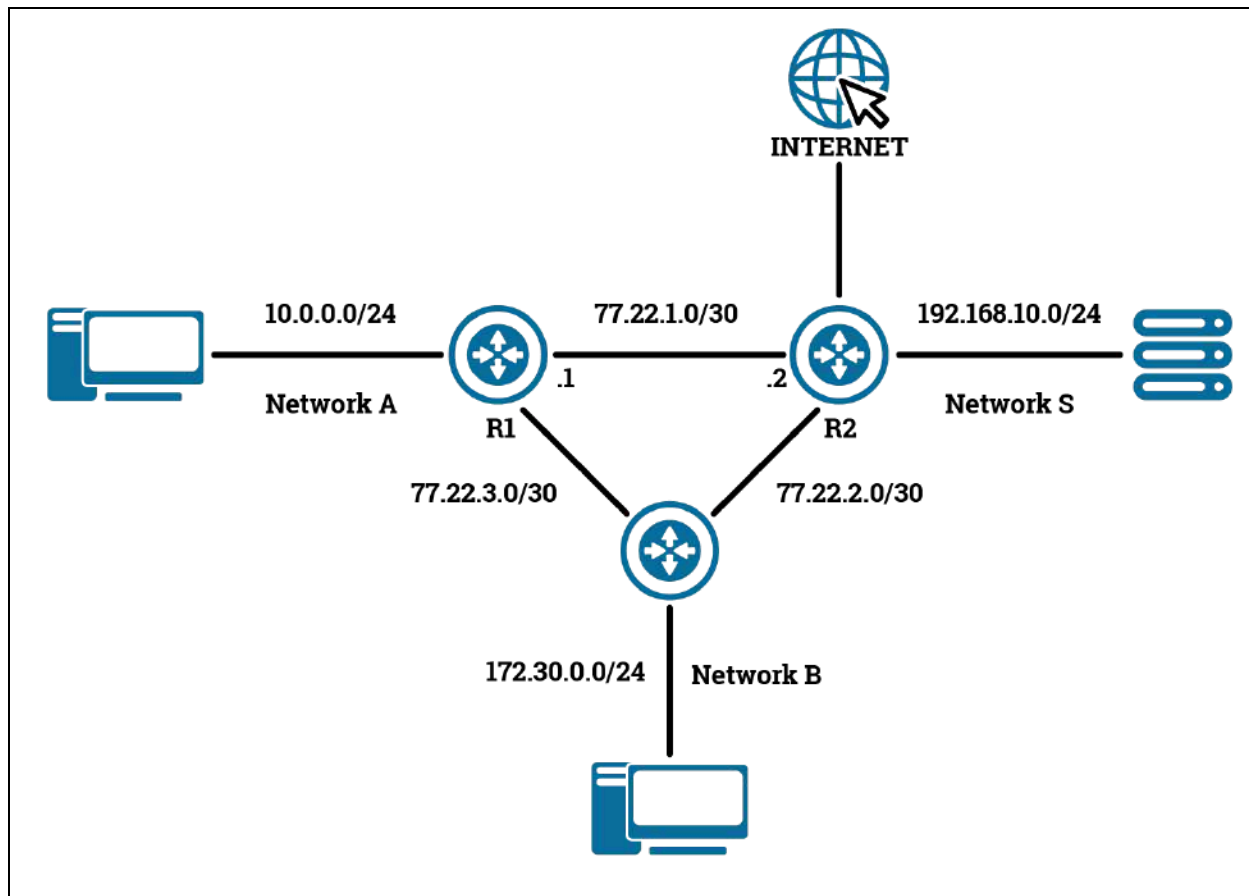 INTERNET
10.0.0.0/24
77.22.1.0/30
192.168.10.0/24
.1
.2
Network A
R1
R2
Network S
77.22.3.0/30
77.22.2.0/30
172.30.0.0/24
Network B